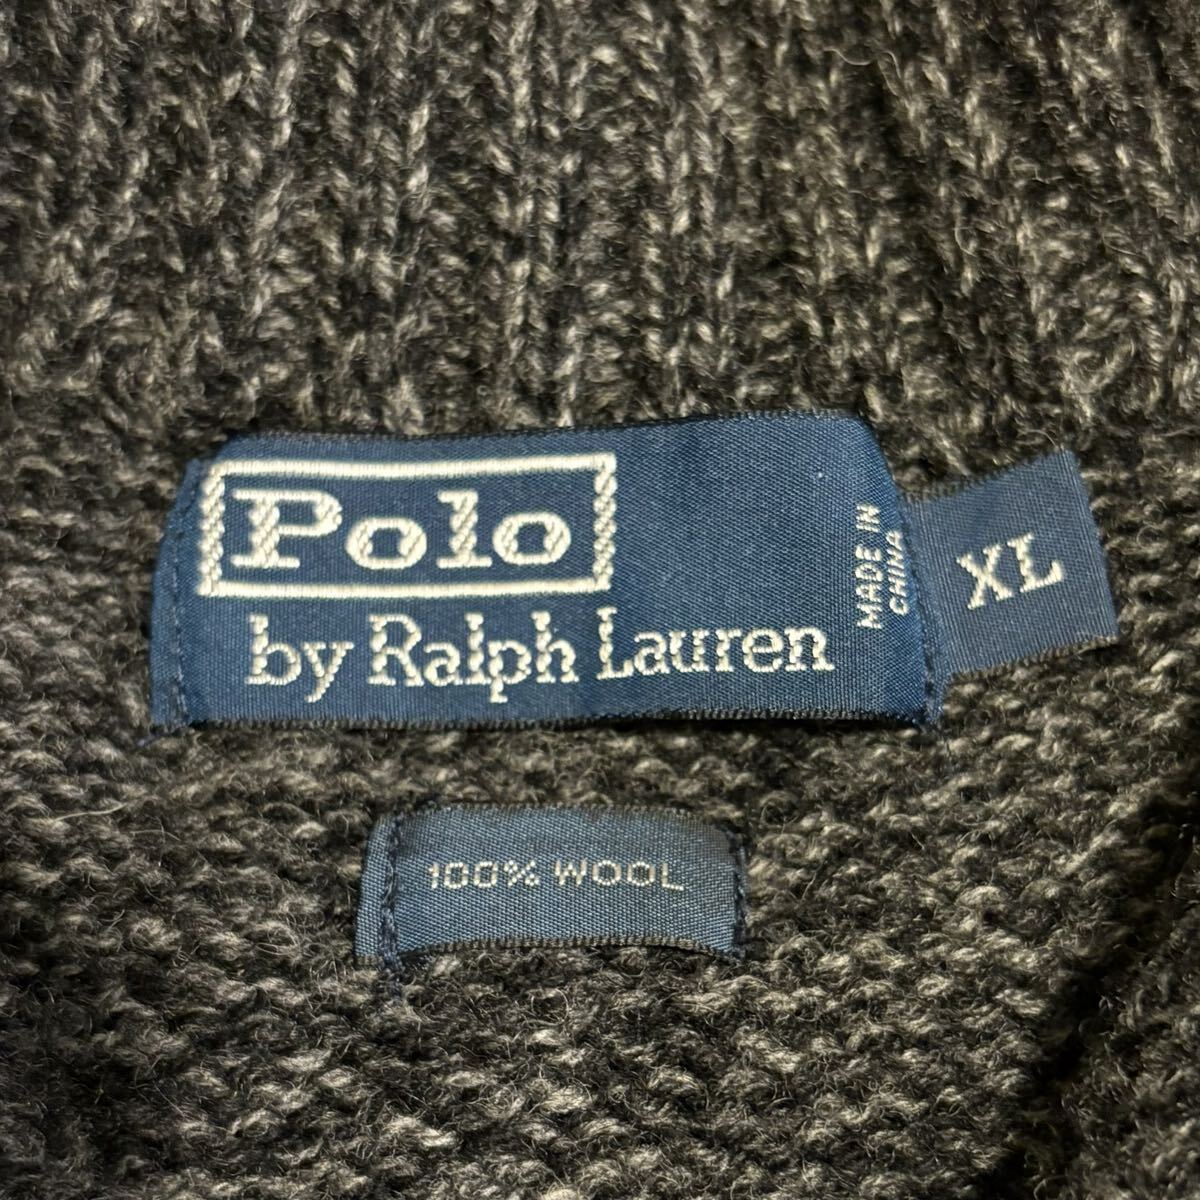 Polo
by Ralph Lauren
MADE IN
CHINA
XL
100% WOOL